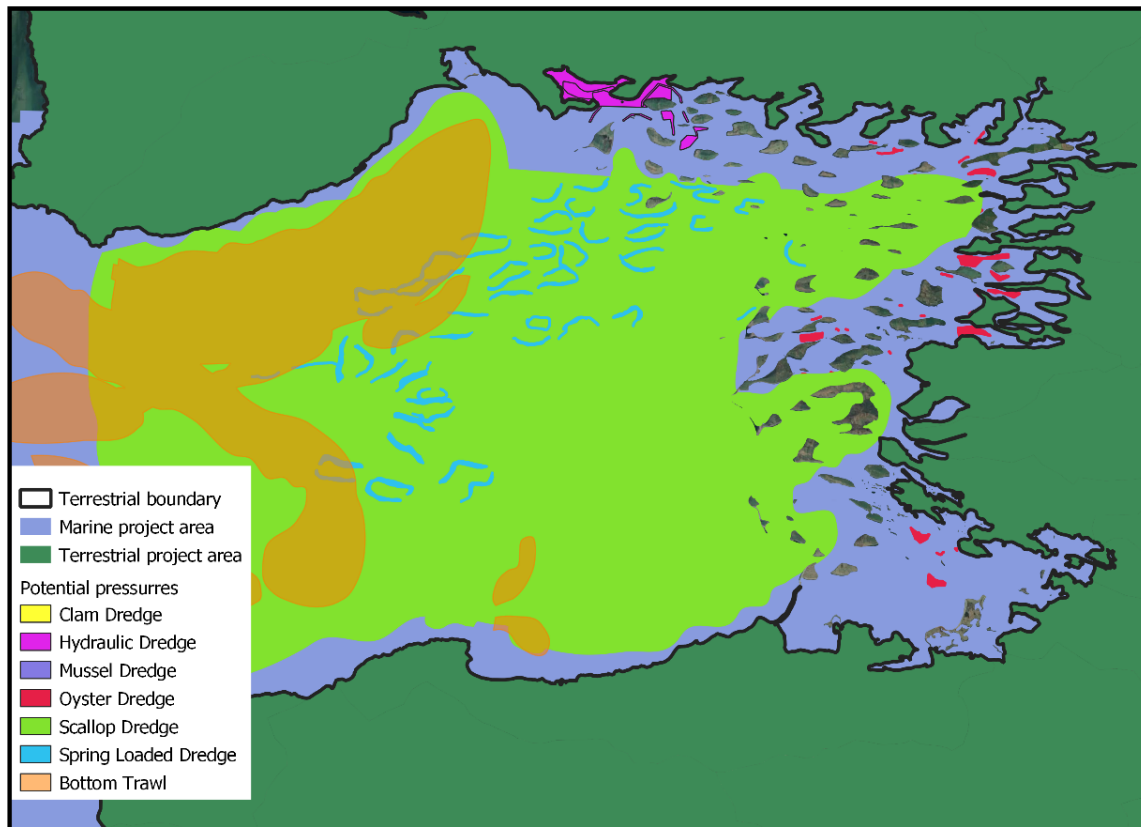 Terrestrial boundary
Marine project area
Terrestrial project area
Potential pressurres
Clam Dredge
Hydraulic Dredge
Mussel Dredge
Oyster Dredge
Scallop Dredge
Spring Loaded Dredge
Bottom Trawl